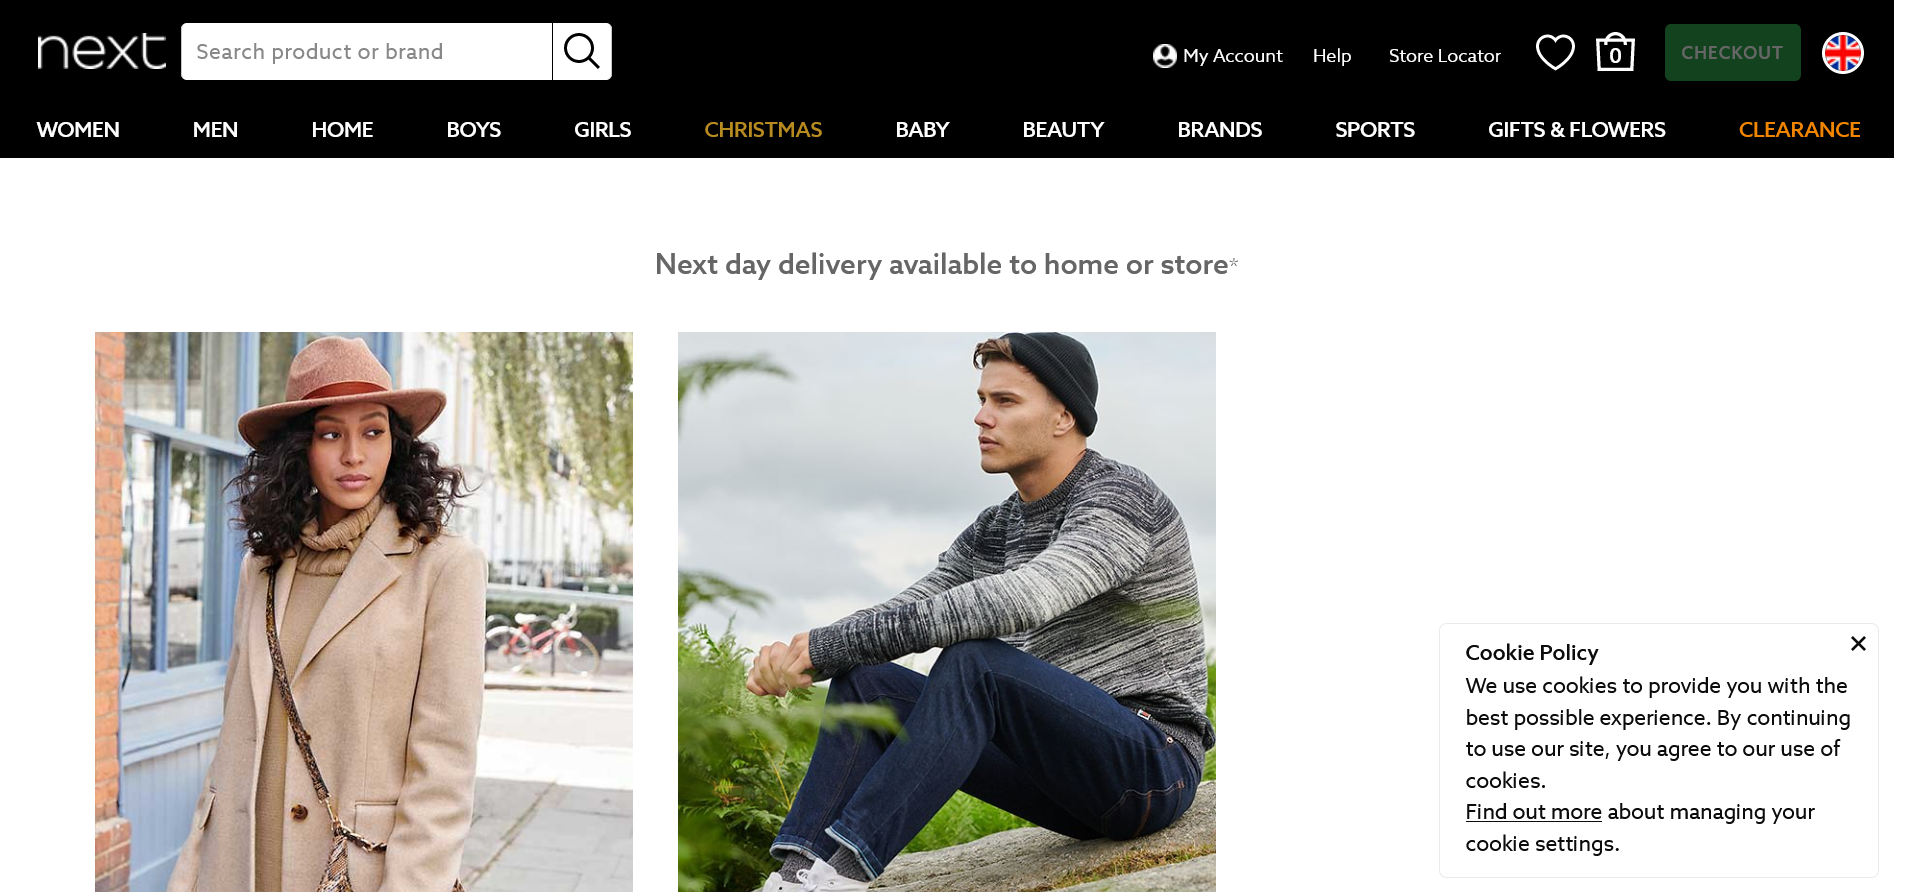 next
Search product or brand
My Account
Help
Store Locator
0
CHECKOUT
WOMEN
MEN
HOME
BOYS
GIRLS
CHRISTMAS
BABY
BEAUTY
BRANDS
SPORTS
GIFTS & FLOWERS
CLEARANCE
Next day delivery available to home or store*
Cookie Policy
We use cookies to provide you with the
best possible experience. By continuing
to use our site, you agree to our use of
cookies.
Find out more about managing your
cookie settings.